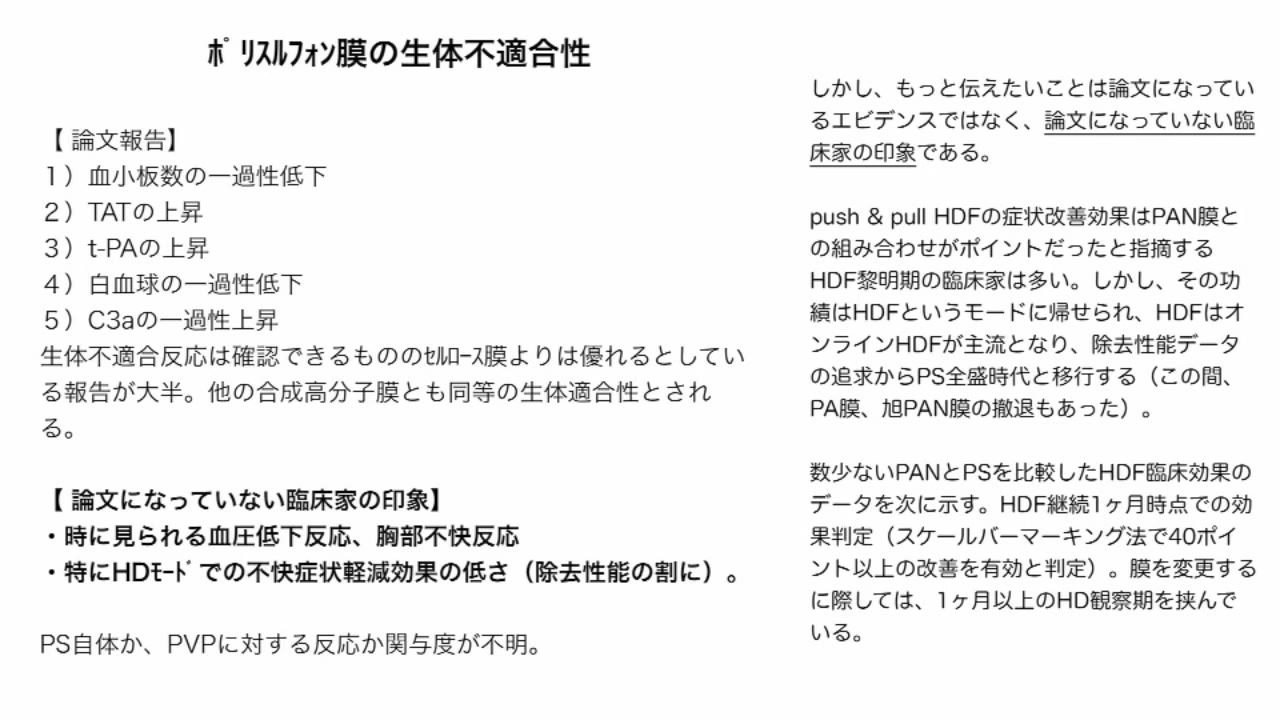 ﾎﾟﾘｽﾙﾌｫﾝ膜の生体不適合性
【 論文報告】
１）血小板数の一過性低下
２）TATの上昇
３）t-PAの上昇
４）白血球の一過性低下
５）C3aの一過性上昇
生体不適合反応は確認できるもののｾﾙﾛｰｽ膜よりは優れるとしてい
る報告が大半。他の合成高分子膜とも同等の生体適合性とされ
る。
【 論文になっていない臨床家の印象】
・時に見られる血圧低下反応、胸部不快反応
・特にHDﾓｰﾄﾞでの不快症状軽減効果の低さ（除去性能の割に）。
PS自体か、PVPに対する反応か関与度が不明。
しかし、もっと伝えたいことは論文になってい
るエビデンスではなく、論文になっていない臨
床家の印象である。
push & pull HDFの症状改善効果はPAN膜と
の組み合わせがポイントだったと指摘する
HDF黎明期の臨床家は多い。しかし、その功
績はHDFというモードに帰せられ、HDFはオ
ンラインHDFが主流となり、除去性能データ
の追求からPS全盛時代と移行する（この間、
PA膜、旭PAN膜の撤退もあった）。
数少ないPANとPSを比較したHDF臨床効果の
データを次に示す。HDF継続1ヶ月時点での効
果判定（スケールバーマーキング法で40ポイ
ント以上の改善を有効と判定）。膜を変更する
に際しては、1ヶ月以上のHD観察期を挟んで
いる。